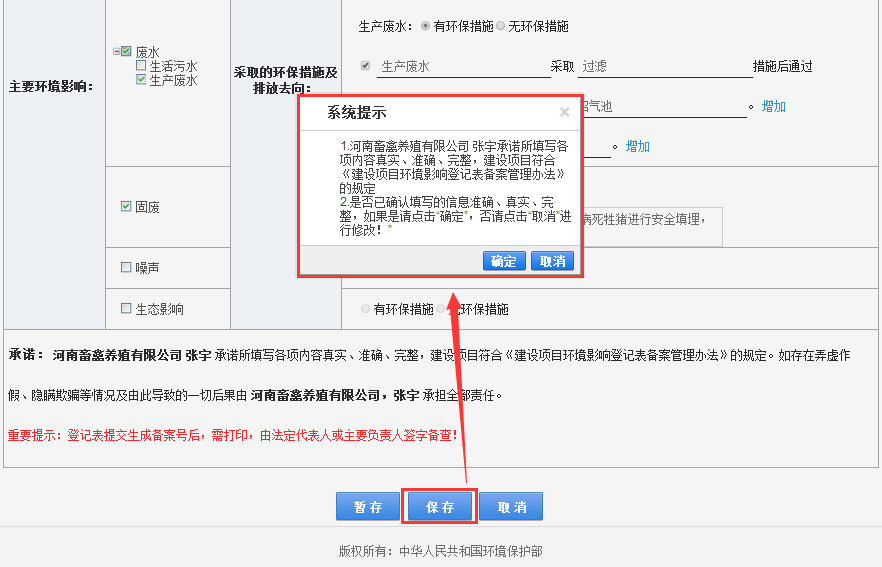 生产废水： 有环保措施 无环保措施
废水
生活污水
生产废水
主要环境影响：
采取的环保措施及
排放去向：
生产废水 采取 过滤 措施后通过
气池 。 增加
。 增加
系统提示
1.河南畜鑫养殖有限公司 张宇承诺所填写各
项内容真实、准确、完整，建设项目符合
《建设项目环境影响登记表备案管理办法》
的规定
2.是否已确认填写的信息准确、真实、完
整，如果是请点击“确定”，否请点击“取消”进
行修改！”
确定 取消
固废
病死牲猪进行安全填埋，
噪声
生态影响
有环保措施 环保措施
承诺： 河南畜鑫养殖有限公司 张宇 承诺所填写各项内容真实、准确、完整，建设项目符合《建设项目环境影响登记表备案管理办法》的规定。如存在弄虚作
假、隐瞒欺骗等情况及由此导致的一切后果由 河南畜鑫养殖有限公司，张宇 承担全部责任。
重要提示：登记表提交生成备案号后，需打印，由法定代表人或主要负责人签字备查！
暂存 保存 取消
版权所有：中华人民共和国环境保护部